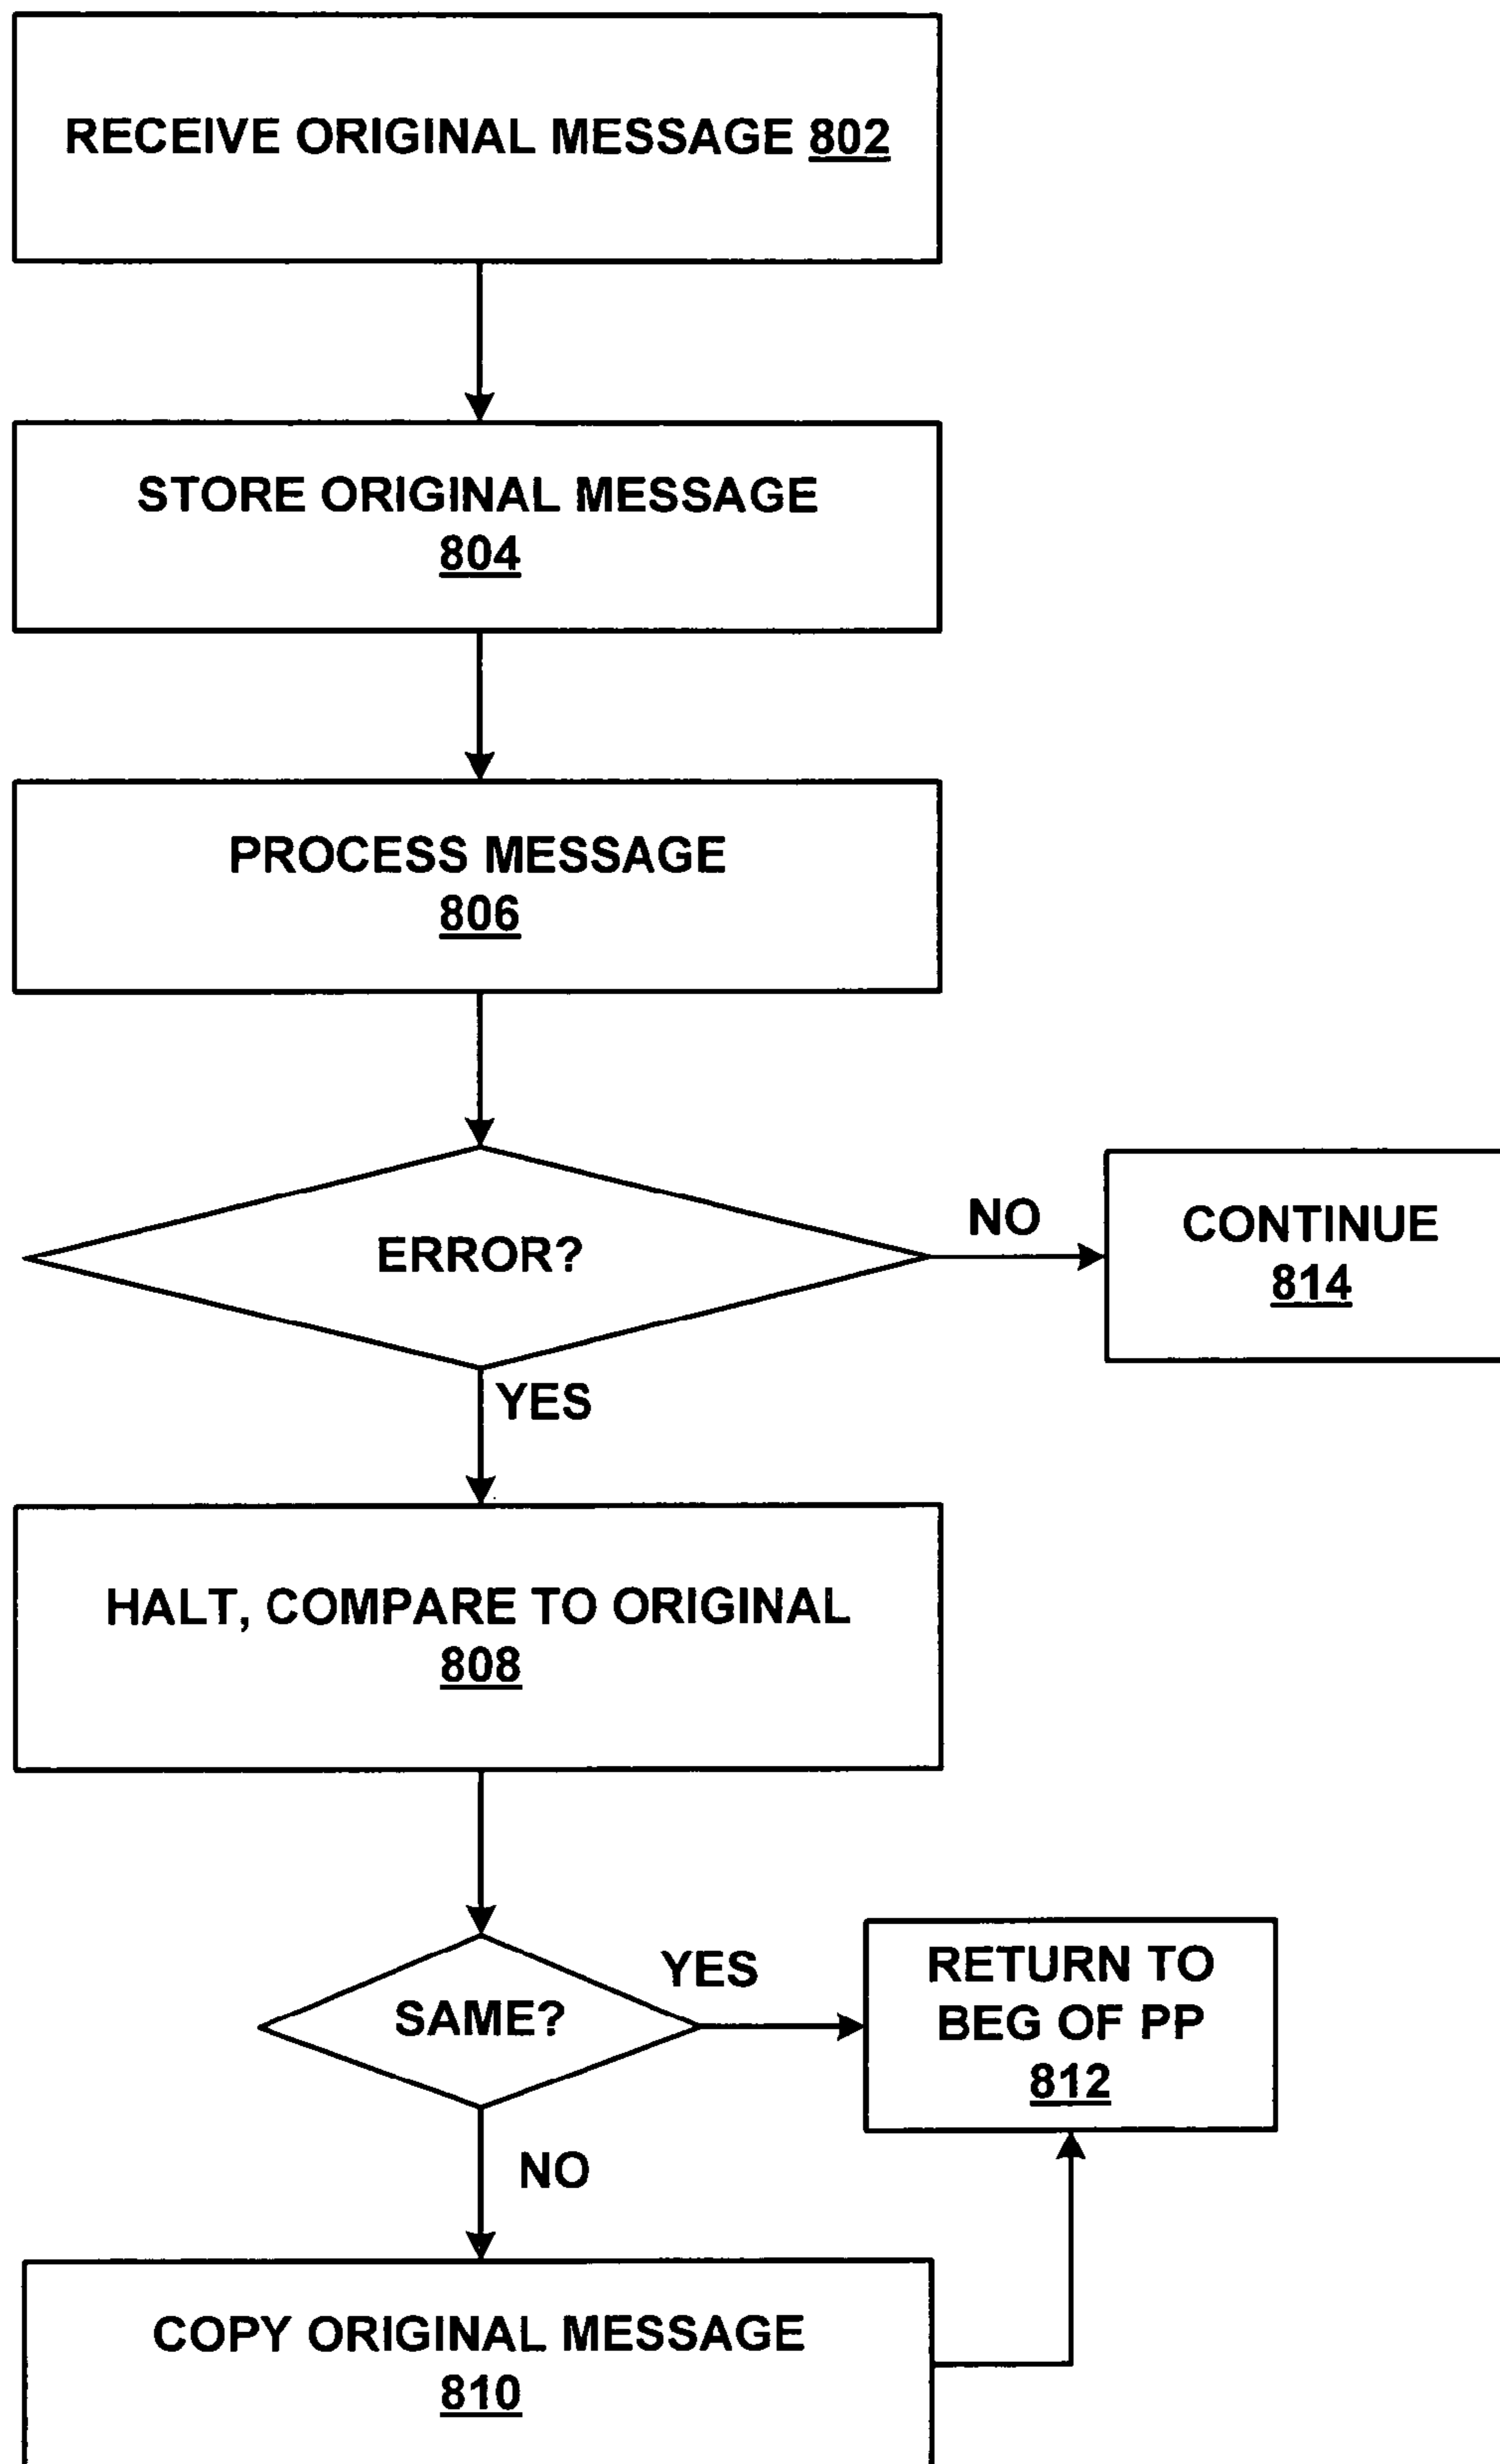 RECEIVE ORIGINAL MESSAGE 802
STORE ORIGINAL MESSAGE
804
PROCESS MESSAGE
806
ERROR?
NO
CONTINUE
814
YES
HALT, COMPARE TO ORIGINAL
808
SAME?
YES
RETURN TO
BEG OF PP
812
NO
COPY ORIGINAL MESSAGE
810